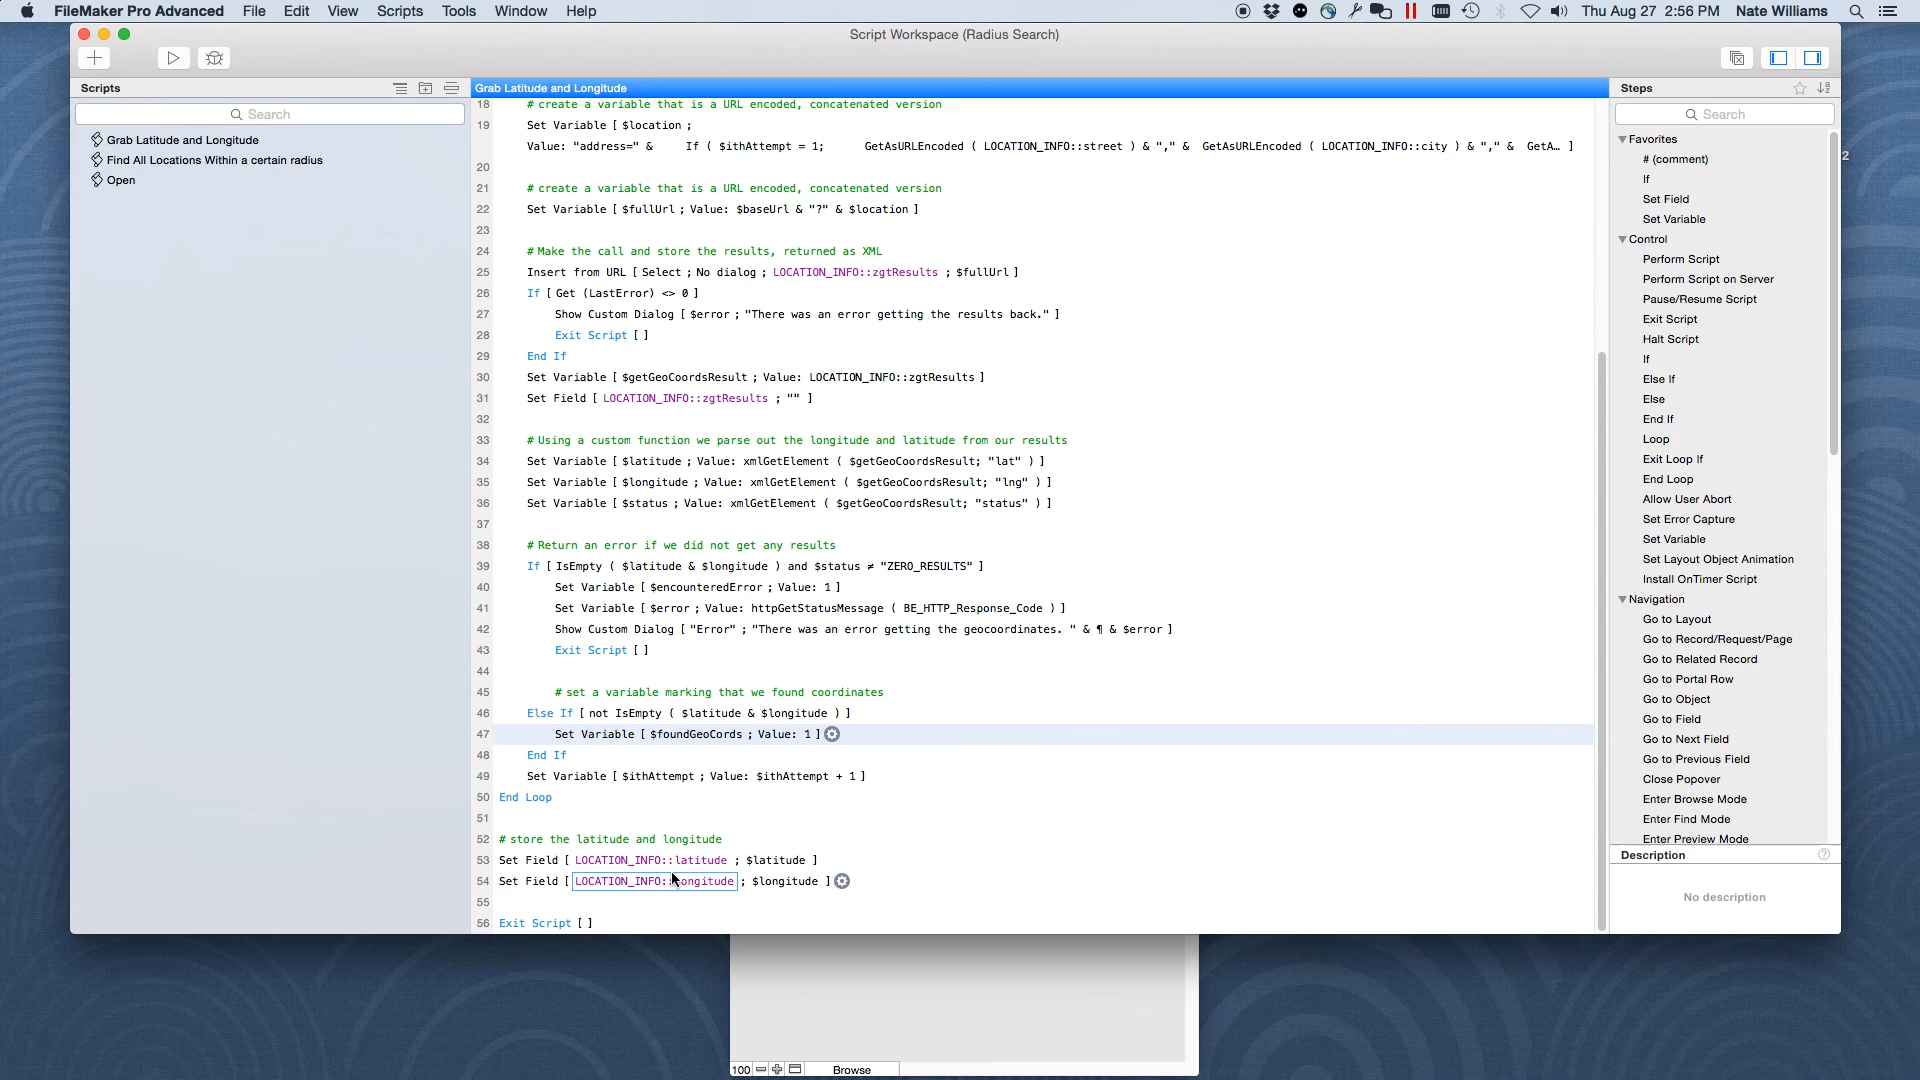 FileMaker Pro Advanced File Edit View Scripts Tools Window Help Thu Aug 27 2:56 PM Nate Williams
Script Workspace (Radius Search)
Scripts
Search
Grab Latitude and Longitude
Find All Locations Within a certain radius
Open
Grab Latitude and Longitude
18 # create a variable that is a URL encoded, concatenated version
19 Set Variable [ $location ;
Value: "address=" & If ( $ithAttempt = 1; GetAsURLEncoded ( LOCATION_INFO::street ) & "," & GetAsURLEncoded ( LOCATION_INFO::city ) & "," & GetA… ]
20
21 # create a variable that is a URL encoded, concatenated version
22 Set Variable [ $fullUrl ; Value: $baseUrl & "?" & $location ]
23
24 # Make the call and store the results, returned as XML
25 Insert from URL [ Select ; No dialog ; LOCATION_INFO::zgtResults ; $fullUrl ]
26 If [ Get (LastError) <> 0 ]
27 Show Custom Dialog [ $error ; "There was an error getting the results back." ]
28 Exit Script [ ]
29 End If
30 Set Variable [ $getGeoCoordsResult ; Value: LOCATION_INFO::zgtResults ]
31 Set Field [ LOCATION_INFO::zgtResults ; "" ]
32
33 # Using a custom function we parse out the longitude and latitude from our results
34 Set Variable [ $latitude ; Value: xmlGetElement ( $getGeoCoordsResult; "lat" ) ]
35 Set Variable [ $longitude ; Value: xmlGetElement ( $getGeoCoordsResult; "lng" ) ]
36 Set Variable [ $status ; Value: xmlGetElement ( $getGeoCoordsResult; "status" ) ]
37
38 # Return an error if we did not get any results
39 If [ IsEmpty ( $latitude & $longitude ) and $status ≠ "ZERO_RESULTS" ]
40 Set Variable [ $encounteredError ; Value: 1 ]
41 Set Variable [ $error ; Value: httpGetStatusMessage ( BE_HTTP_Response_Code ) ]
42 Show Custom Dialog [ "Error" ; "There was an error getting the geocoordinates. " & ¶ & $error ]
43 Exit Script [ ]
44
45 # set a variable marking that we found coordinates
46 Else If [ not IsEmpty ( $latitude & $longitude ) ]
47 Set Variable [ $foundGeoCords ; Value: 1 ]
48 End If
49 Set Variable [ $ithAttempt ; Value: $ithAttempt + 1 ]
50 End Loop
51
52 # store the latitude and longitude
53 Set Field [ LOCATION_INFO::latitude ; $latitude ]
54 Set Field [ LOCATION_INFO::longitude ; $longitude ]
55
56 Exit Script [ ]
Steps
Search
Favorites
# (comment)
If
Set Field
Set Variable
Control
Perform Script
Perform Script on Server
Pause/Resume Script
Exit Script
Halt Script
If
Else If
Else
End If
Loop
Exit Loop If
End Loop
Allow User Abort
Set Error Capture
Set Variable
Set Layout Object Animation
Install OnTimer Script
Navigation
Go to Layout
Go to Record/Request/Page
Go to Related Record
Go to Portal Row
Go to Object
Go to Field
Go to Next Field
Go to Previous Field
Close Popover
Enter Browse Mode
Enter Find Mode
Enter Preview Mode
Description
No description
2
100 Browse